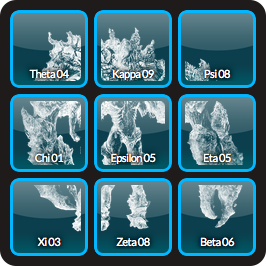 Theta 04
Kappa 09
Psi 08
Chi 01
Epsilon 05
Eta 05
Xi 03
Zeta 08
Beta 06